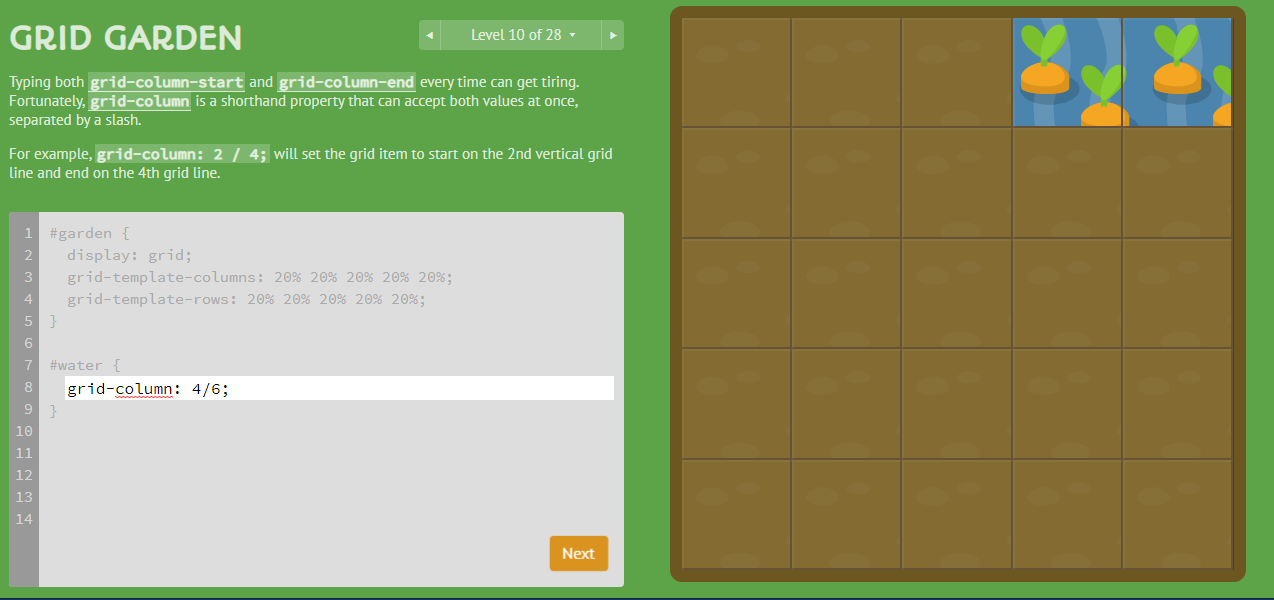 GRID GARDEN
◀ Level 10 of 28 ▾ ▶
Typing both grid-column-start and grid-column-end every time can get tiring.
Fortunately, grid-column is a shorthand property that can accept both values at once,
separated by a slash.
For example, grid-column: 2 / 4; will set the grid item to start on the 2nd vertical grid
line and end on the 4th grid line.
1 #garden {
2 display: grid;
3 grid-template-columns: 20% 20% 20% 20% 20%;
4 grid-template-rows: 20% 20% 20% 20% 20%;
5 }
6
7 #water {
8 grid-column: 4/6;
9 }
10
11
12
13
14
Next